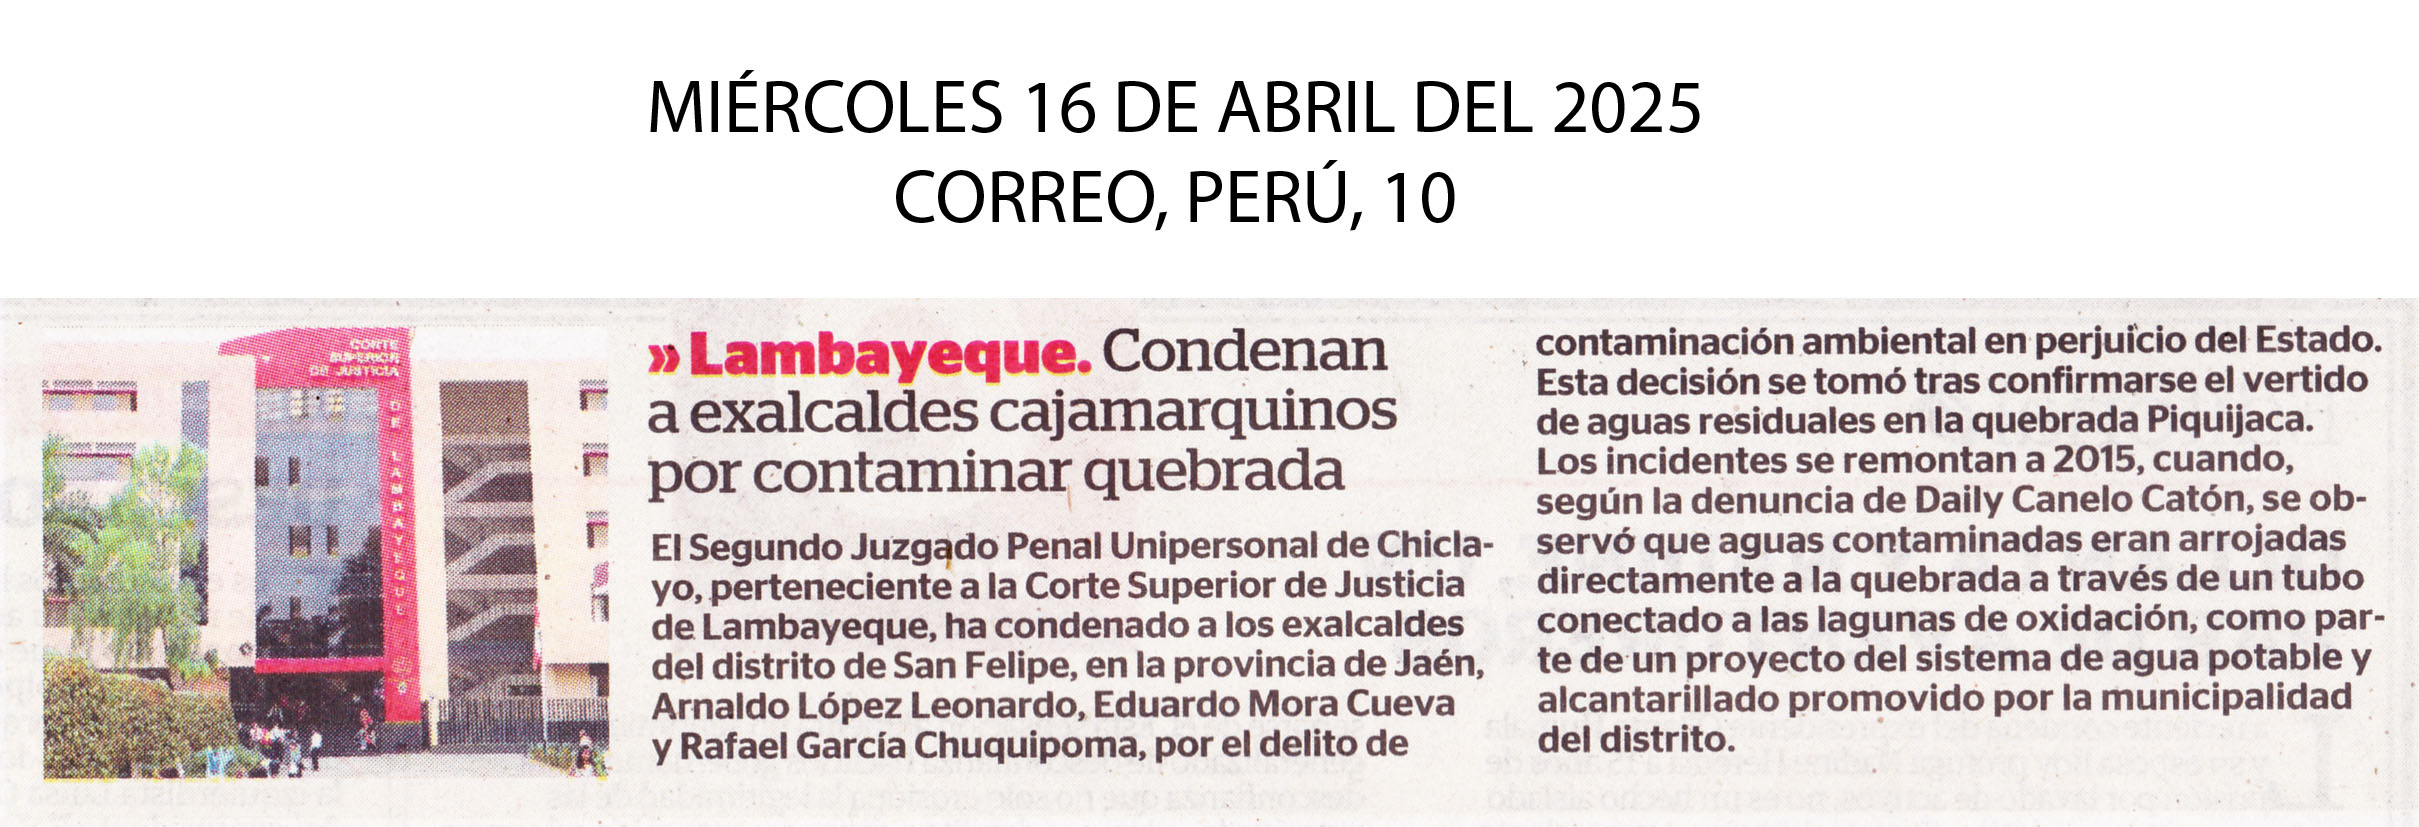 MIÉRCOLES 16 DE ABRIL DEL 2025
CORREO, PERÚ, 10
CORTE
SUPERIOR
DE JUSTICIA
DE LAMBAYEQUE
» Lambayeque. Condenan
a exalcaldes cajamarquinos
por contaminar quebrada
El Segundo Juzgado Penal Unipersonal de Chicla-
yo, perteneciente a la Corte Superior de Justicia
de Lambayeque, ha condenado a los exalcaldes
del distrito de San Felipe, en la provincia de Jaén,
Arnaldo López Leonardo, Eduardo Mora Cueva
y Rafael García Chuquipoma, por el delito de
contaminación ambiental en perjuicio del Estado.
Esta decisión se tomó tras confirmarse el vertido
de aguas residuales en la quebrada Piquijaca.
Los incidentes se remontan a 2015, cuando,
según la denuncia de Daily Canelo Catón, se ob-
servó que aguas contaminadas eran arrojadas
directamente a la quebrada a través de un tubo
conectado a las lagunas de oxidación, como par-
te de un proyecto del sistema de agua potable y
alcantarillado promovido por la municipalidad
del distrito.